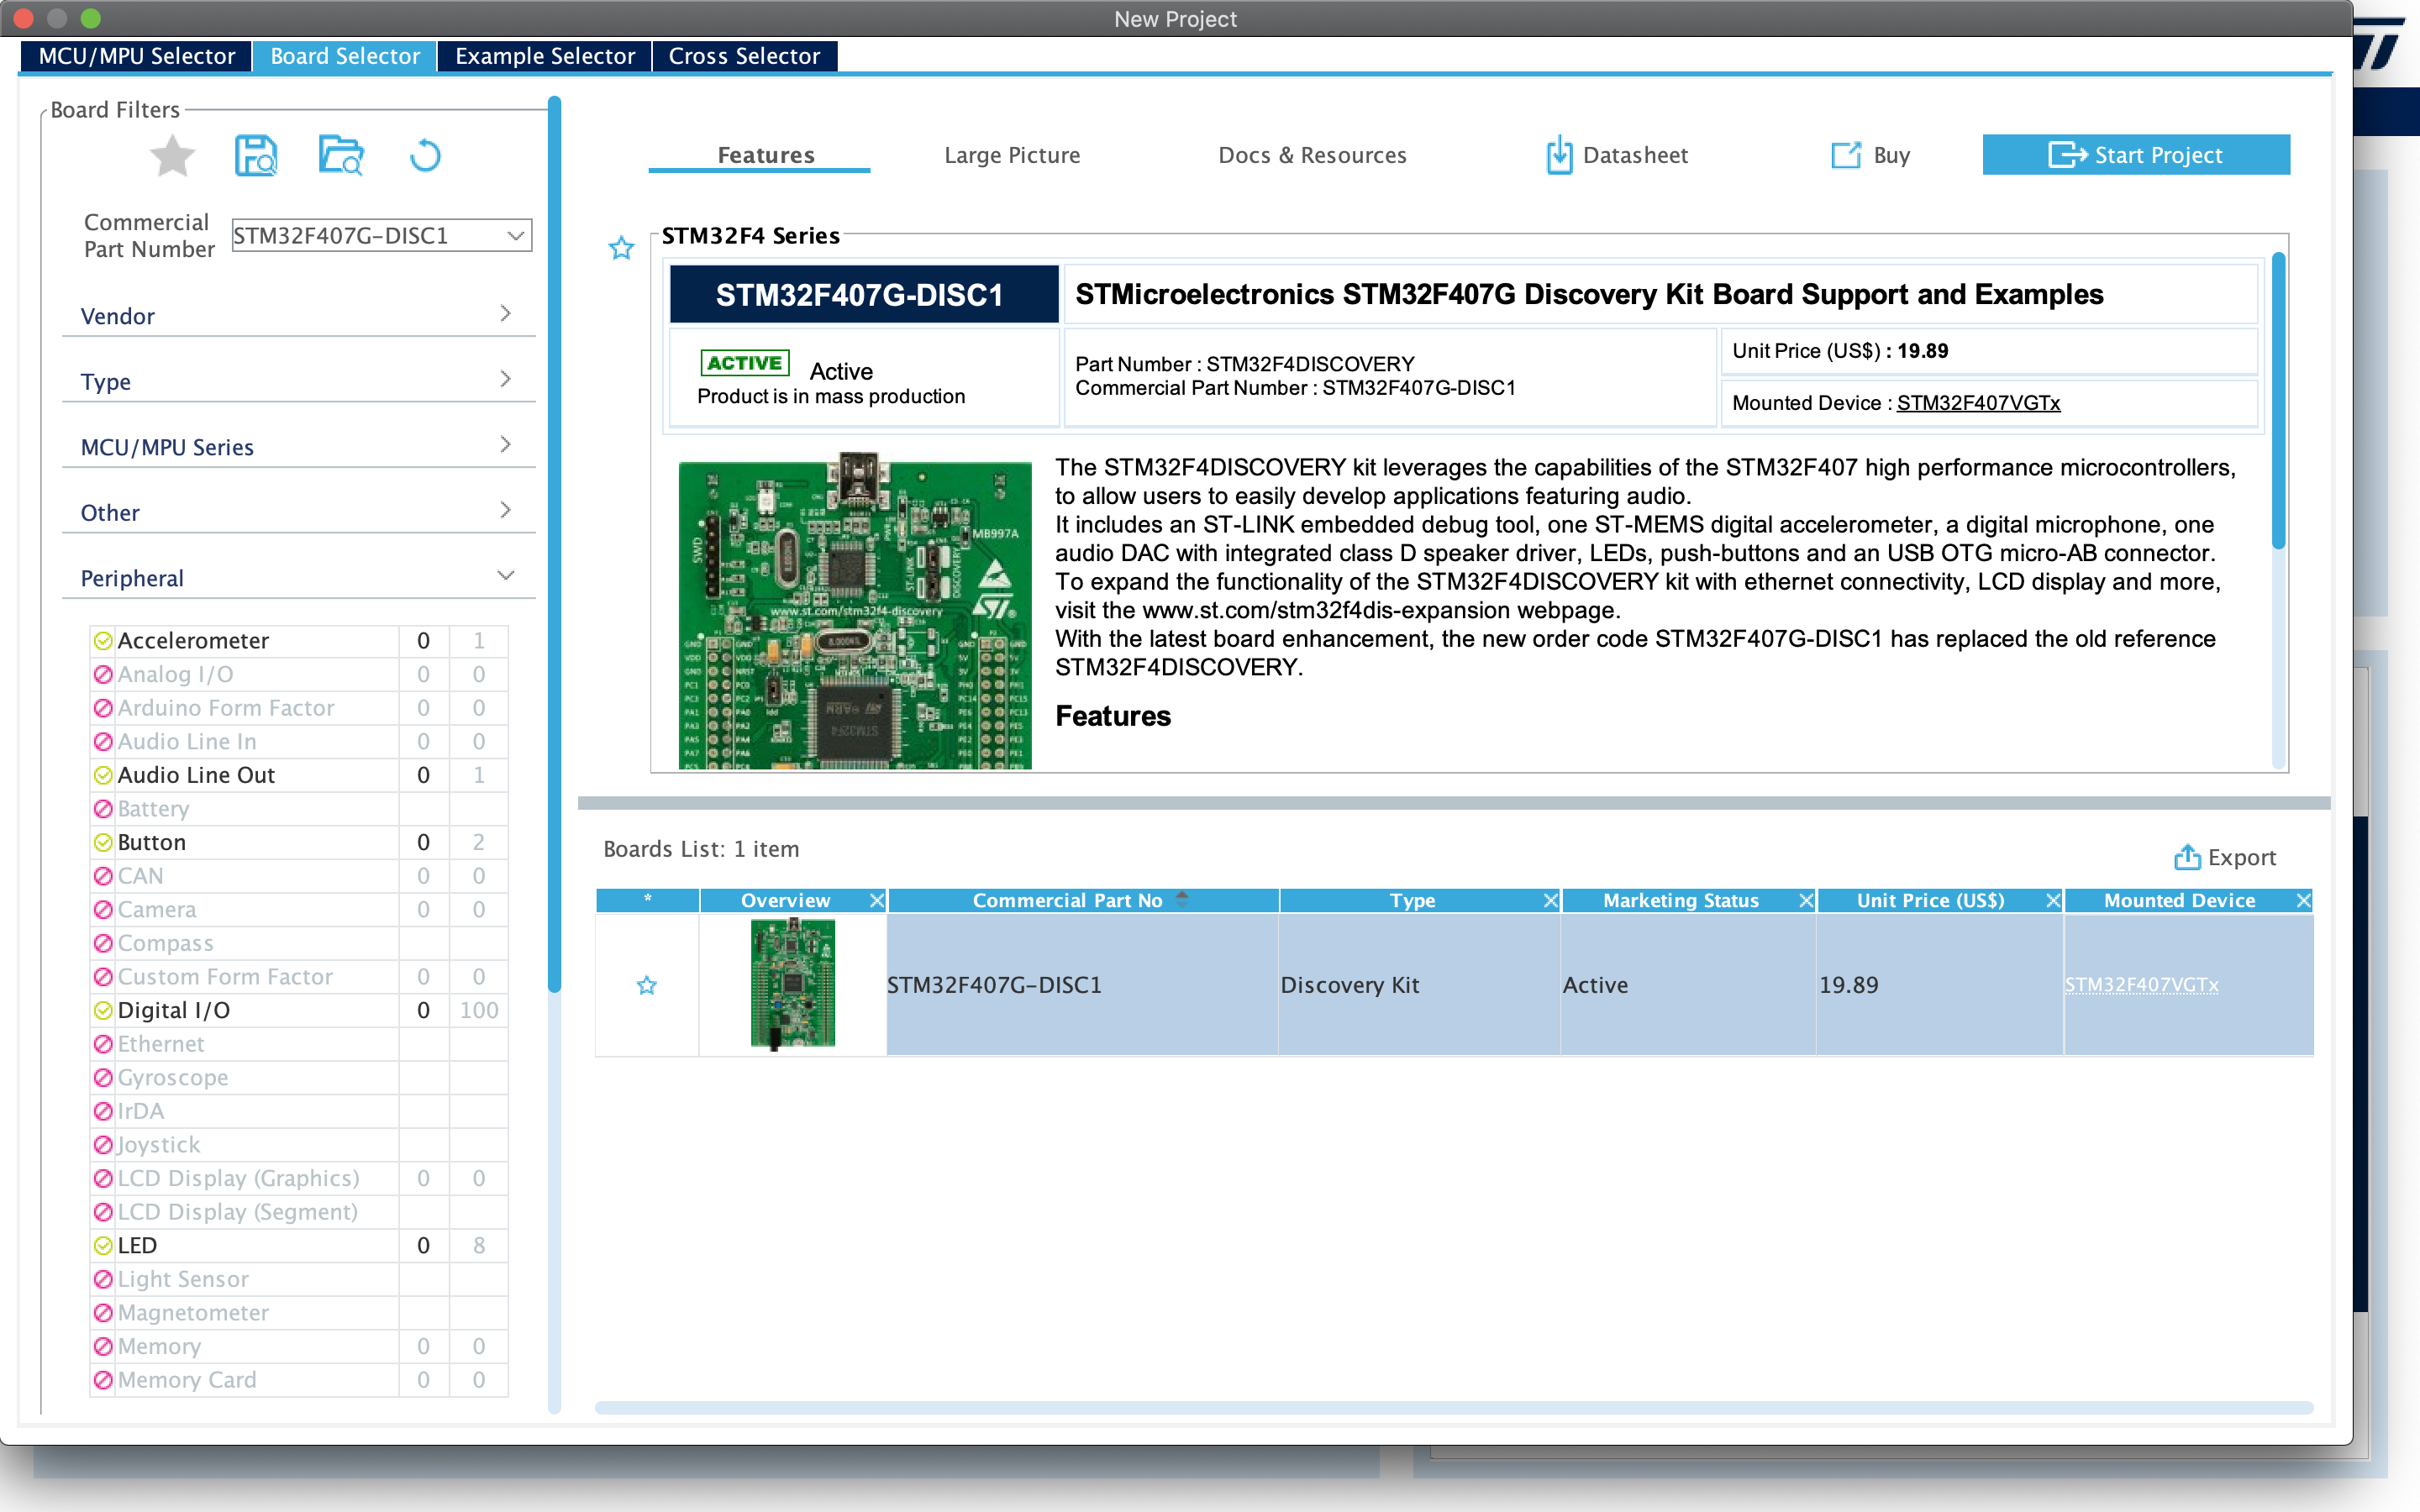 New Project
MCU/MPU Selector
Board Selector
Example Selector
Cross Selector
Board Filters
Commercial
Part Number
STM32F407G-DISC1
Vendor
Type
MCU/MPU Series
Other
Peripheral
Accelerometer 0 1
Analog I/O 0 0
Arduino Form Factor 0 0
Audio Line In 0 0
Audio Line Out 0 1
Battery
Button 0 2
CAN 0 0
Camera 0 0
Compass
Custom Form Factor 0 0
Digital I/O 0 100
Ethernet
Gyroscope
IrDA
Joystick
LCD Display (Graphics) 0 0
LCD Display (Segment)
LED 0 8
Light Sensor
Magnetometer
Memory 0 0
Memory Card 0 0
Features
Large Picture
Docs & Resources
Datasheet
Buy
Start Project
STM32F4 Series
STM32F407G-DISC1
STMicroelectronics STM32F407G Discovery Kit Board Support and Examples
ACTIVE Active
Product is in mass production
Part Number : STM32F4DISCOVERY
Commercial Part Number : STM32F407G-DISC1
Unit Price (US$) : 19.89
Mounted Device : STM32F407VGTx
MB997A
SWD
ST-LINK
DISCOVERY
www.st.com/stm32f4-discovery
The STM32F4DISCOVERY kit leverages the capabilities of the STM32F407 high performance microcontrollers,
to allow users to easily develop applications featuring audio.
It includes an ST-LINK embedded debug tool, one ST-MEMS digital accelerometer, a digital microphone, one
audio DAC with integrated class D speaker driver, LEDs, push-buttons and an USB OTG micro-AB connector.
To expand the functionality of the STM32F4DISCOVERY kit with ethernet connectivity, LCD display and more,
visit the www.st.com/stm32f4dis-expansion webpage.
With the latest board enhancement, the new order code STM32F407G-DISC1 has replaced the old reference
STM32F4DISCOVERY.
Features
Boards List: 1 item
Export
* Overview Commercial Part No Type Marketing Status Unit Price (US$) Mounted Device
STM32F407G-DISC1 Discovery Kit Active 19.89 STM32F407VGTx